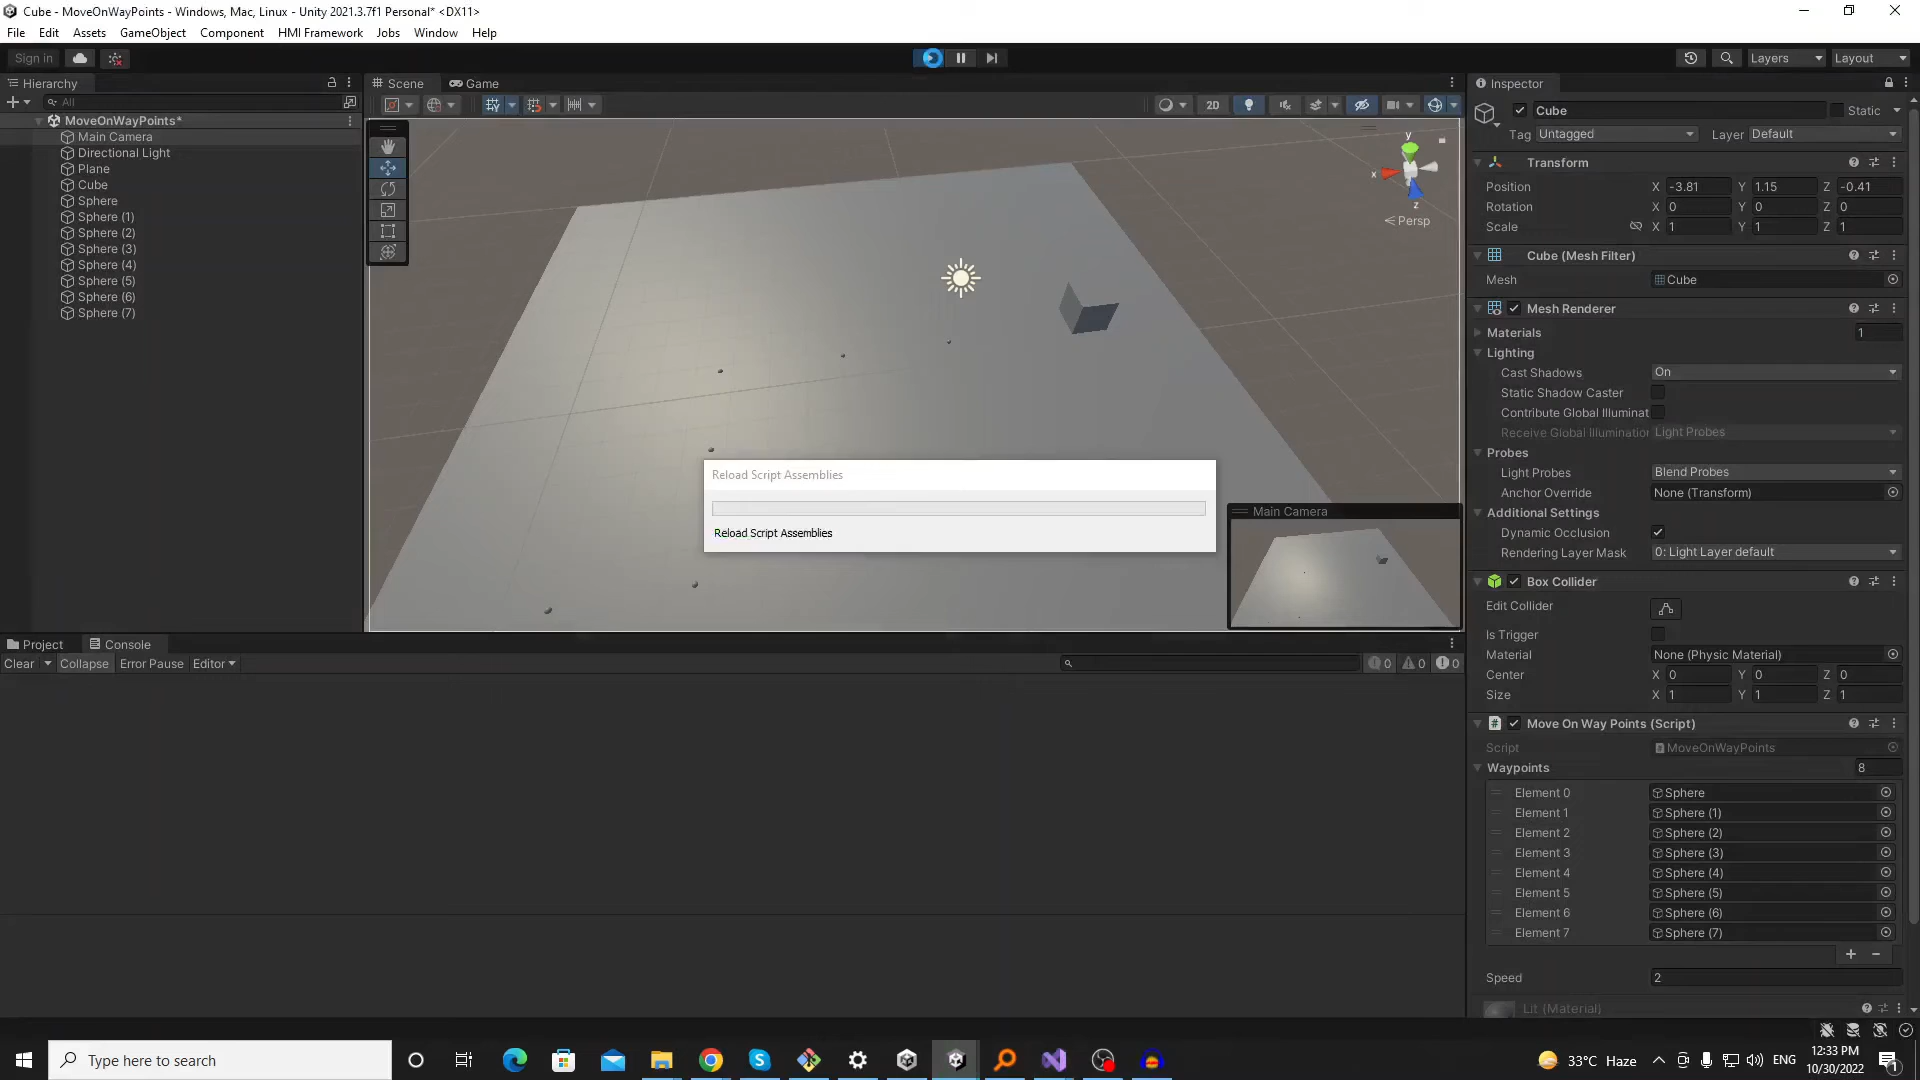 Cube - MoveOnWayPoints - Windows, Mac, Linux - Unity 2021.3.7f1 Personal* <DX11>
File Edit Assets GameObject Component HMI Framework Jobs Window Help
Sign in
Layers
Layout
Hierarchy
Scene
Game
Inspector
All
2D
MoveOnWayPoints*
Main Camera
Directional Light
Plane
Cube
Sphere
Sphere (1)
Sphere (2)
Sphere (3)
Sphere (4)
Sphere (5)
Sphere (6)
Sphere (7)
y
x
z
Persp
Reload Script Assemblies
Reload Script Assemblies
Main Camera
Cube
Static
Tag Untagged Layer Default
Transform
Position X -3.81 Y 1.15 Z -0.41
Rotation X 0 Y 0 Z 0
Scale X 1 Y 1 Z 1
Cube (Mesh Filter)
Mesh Cube
Mesh Renderer
Materials 1
Lighting
Cast Shadows On
Static Shadow Caster
Contribute Global Illuminat
Receive Global Illumination Light Probes
Probes
Light Probes Blend Probes
Anchor Override None (Transform)
Additional Settings
Dynamic Occlusion
Rendering Layer Mask 0: Light Layer default
Box Collider
Edit Collider
Is Trigger
Material None (Physic Material)
Center X 0 Y 0 Z 0
Size X 1 Y 1 Z 1
Move On Way Points (Script)
Script MoveOnWayPoints
Waypoints 8
Element 0 Sphere
Element 1 Sphere (1)
Element 2 Sphere (2)
Element 3 Sphere (3)
Element 4 Sphere (4)
Element 5 Sphere (5)
Element 6 Sphere (6)
Element 7 Sphere (7)
+ −
Speed 2
Lit (Material)
Project
Console
Clear Collapse Error Pause Editor
0 0 0
Type here to search
33°C Haze
ENG
12:33 PM
10/30/2022
1